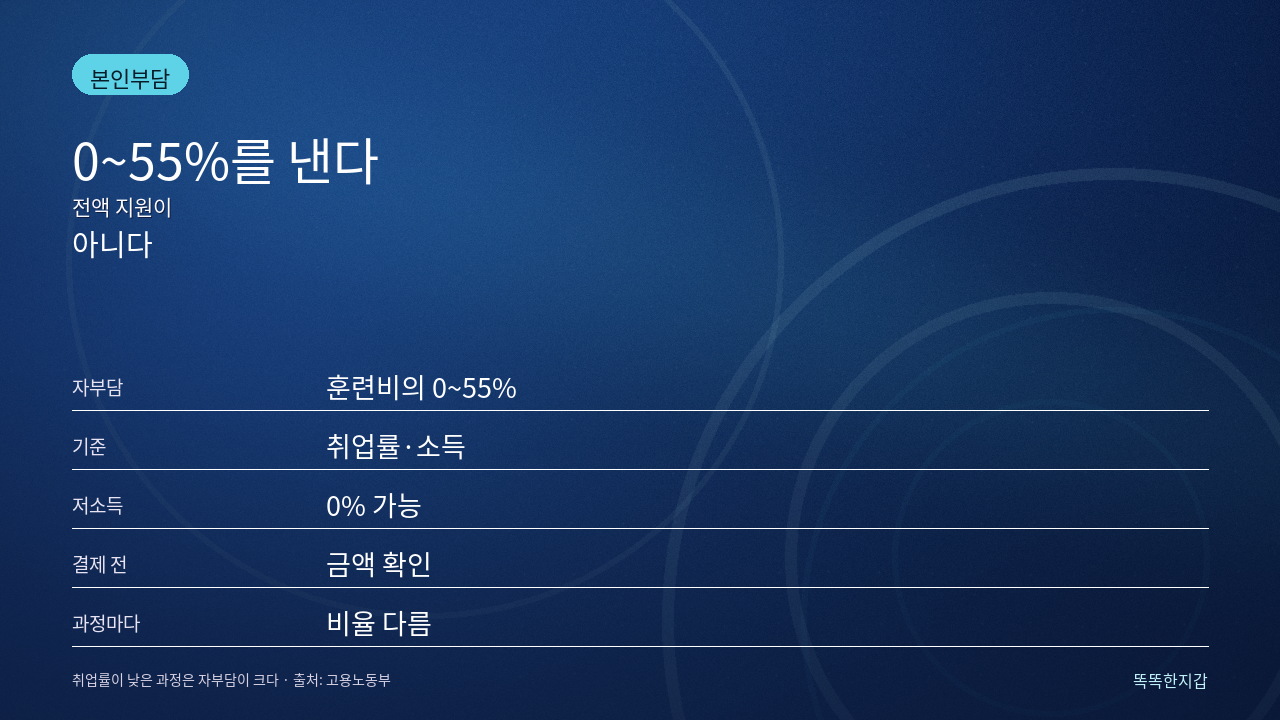 본인부담
0~55%를 낸다
전액 지원이
아니다
자부담 훈련비의 0~55%
기준 취업률·소득
저소득 0% 가능
결제 전 금액 확인
과정마다 비율 다름
취업률이 낮은 과정은 자부담이 크다 · 출처: 고용노동부
똑똑한지갑